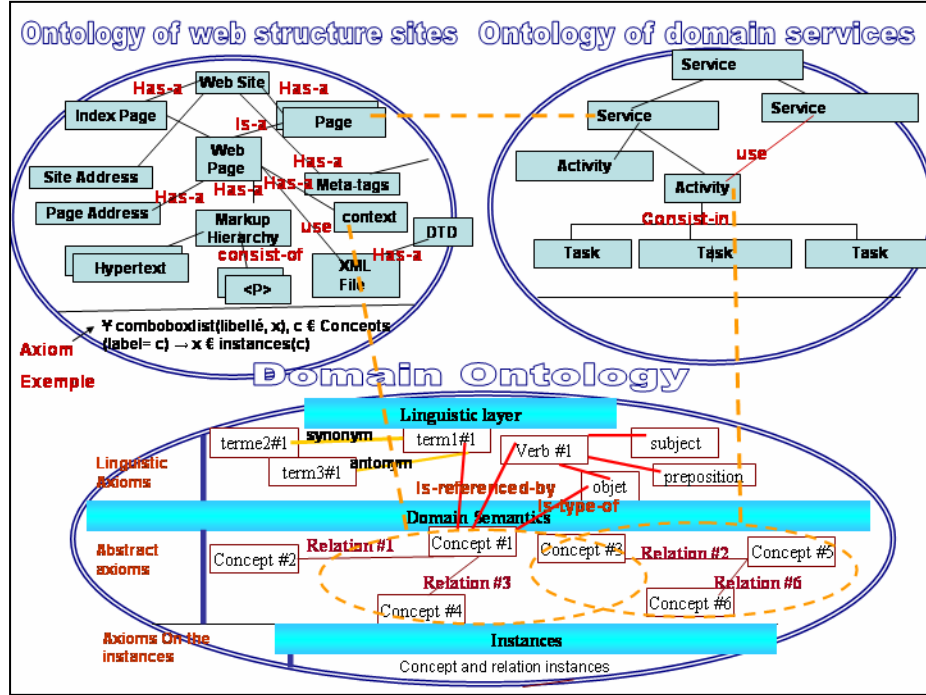 Ontology of web structure sites
Ontology of domain services
Web Site
Has-a
Has-a
Index Page
Is-a
Page
Web
Page
Has-a
Site Address
Has-a
Has-a
Has-a
Meta-tags
Page Address
Markup
Hierarchy
use
context
DTD
Hypertext
consist-of
Has-a
XML
File
<P>
Axiom
Exemple
¥ comboboxlist(libellé, x), c € Concepts
(label= c) → x € instances(c)
Service
Service
Service
use
Activity
Activity
Consist-in
Task
Task
Task
Domain Ontology
Linguistic layer
Linguistic
Axioms
terme2#1
synonym
term1#1
Verb #1
subject
term3#1
antonym
preposition
Is-referenced-by
objet
Is-type-of
Domain Semantics
Abstract
axioms
Concept #2
Relation #1
Concept #1
Concept #3
Relation #2
Concept #5
Relation #3
Relation #6
Concept #4
Concept #6
Axioms On the
instances
Instances
Concept and relation instances